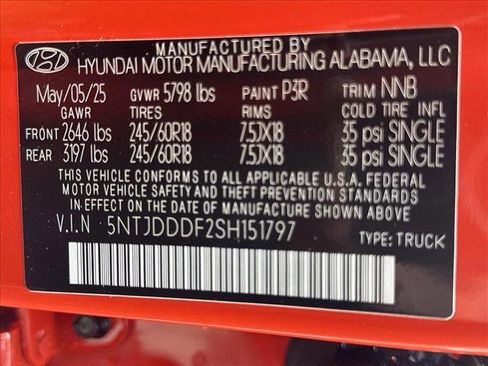 MANUFACTURED BY
HYUNDAI MOTOR MANUFACTURING ALABAMA, LLC
May/05/25 GVWR 5798 lbs PAINT P3R TRIM NNB
GAWR TIRES RIMS COLD TIRE INFL
FRONT 2646 lbs 245/60R18 7.5JX18 35 psi SINGLE
REAR 3197 lbs 245/60R18 7.5JX18 35 psi SINGLE
THIS VEHICLE CONFORMS TO ALL APPLICABLE U.S.A. FEDERAL
MOTOR VEHICLE SAFETY AND THEFT PREVENTION STANDARDS
IN EFFECT ON THE DATE OF MANUFACTURE SHOWN ABOVE.
V.I.N 5NTJDDDF2SH151797
TYPE: TRUCK